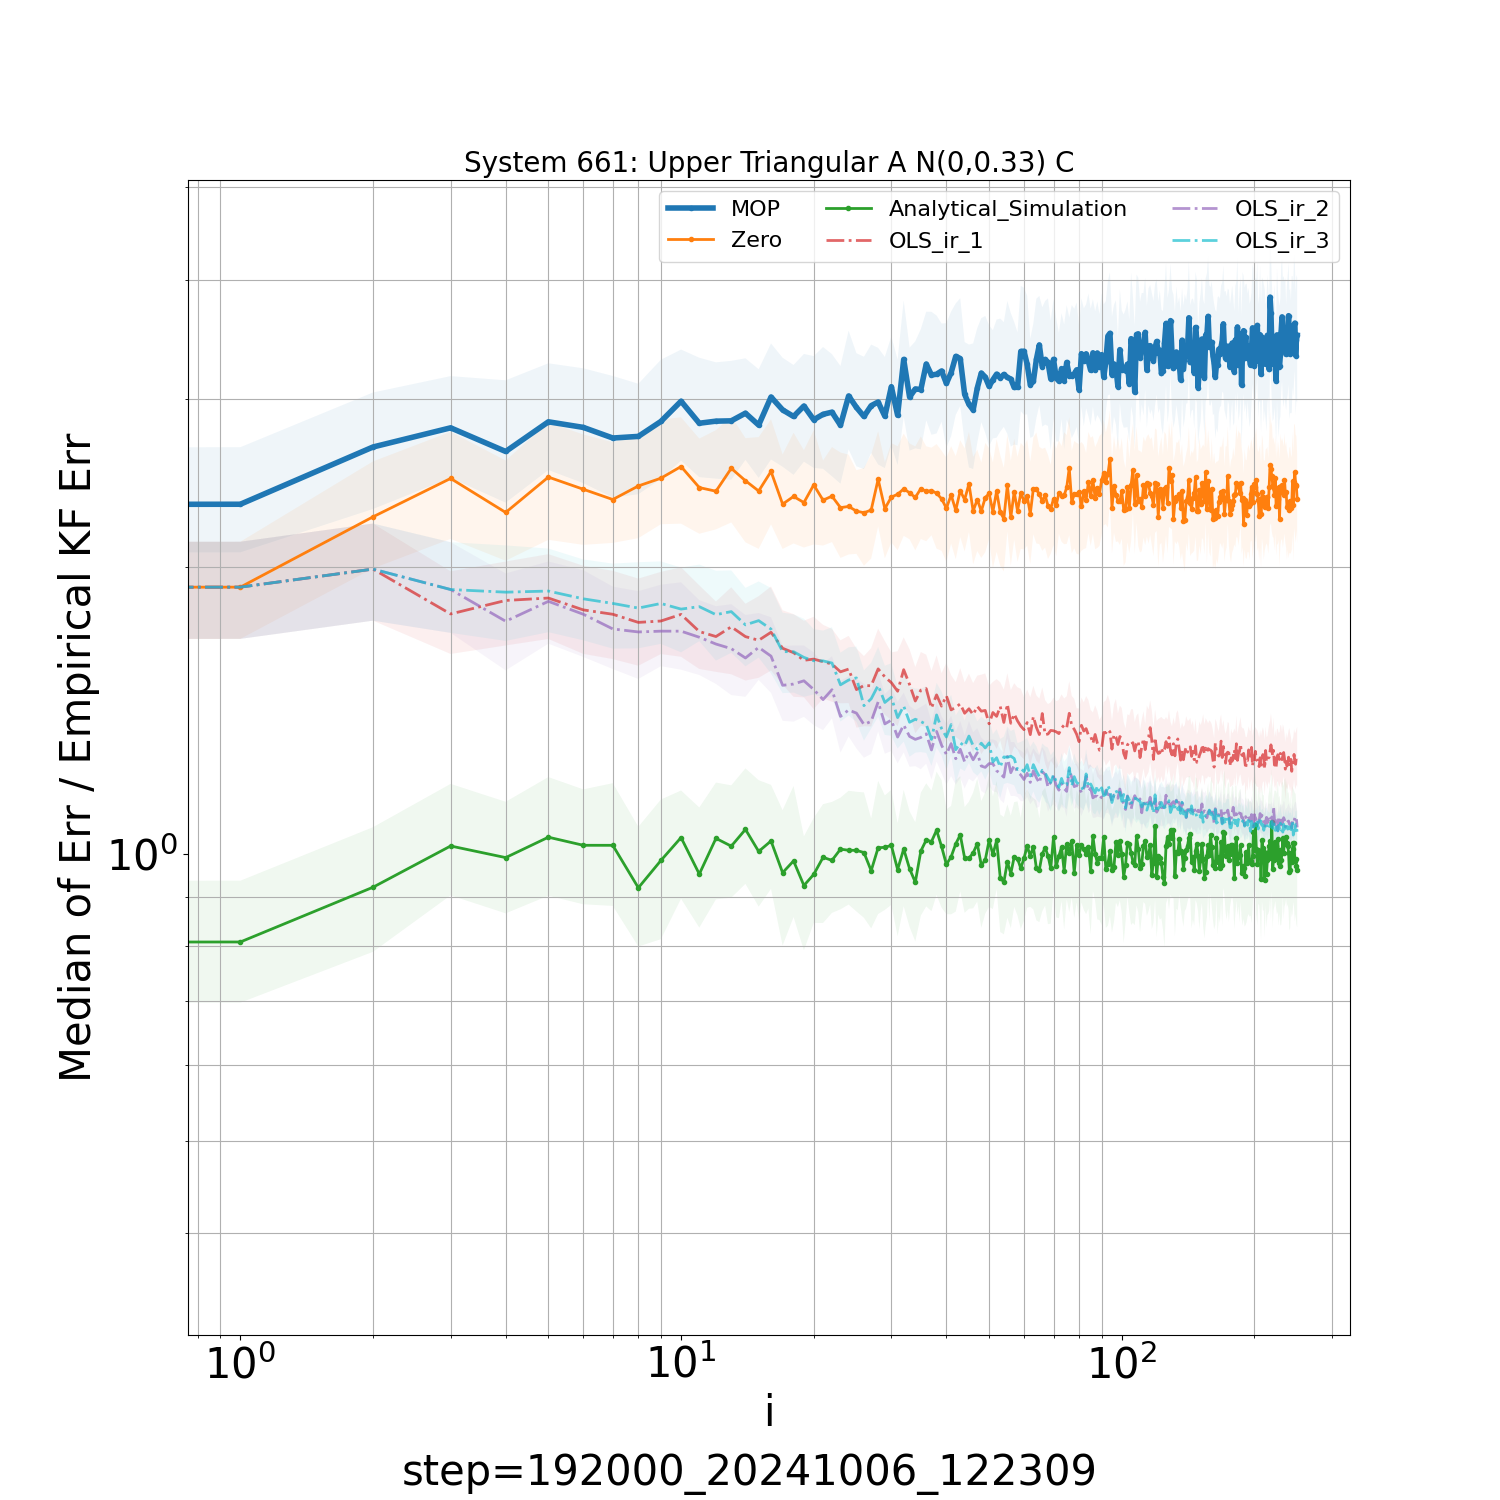 System 661: Upper Triangular A N(0,0.33) C
MOP
Zero
Analytical_Simulation
OLS_ir_1
OLS_ir_2
OLS_ir_3
Median of Err / Empirical KF Err
10⁰
10⁰
10¹
10²
i
step=192000_20241006_122309